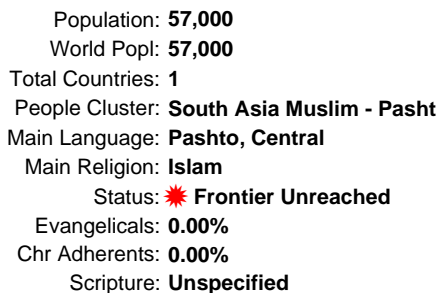 Population: 57,000
World Popl: 57,000
Total Countries: 1
People Cluster: South Asia Muslim - Pasht
Main Language: Pashto, Central
Main Religion: Islam
Status: Frontier Unreached
Evangelicals: 0.00%
Chr Adherents: 0.00%
Scripture: Unspecified